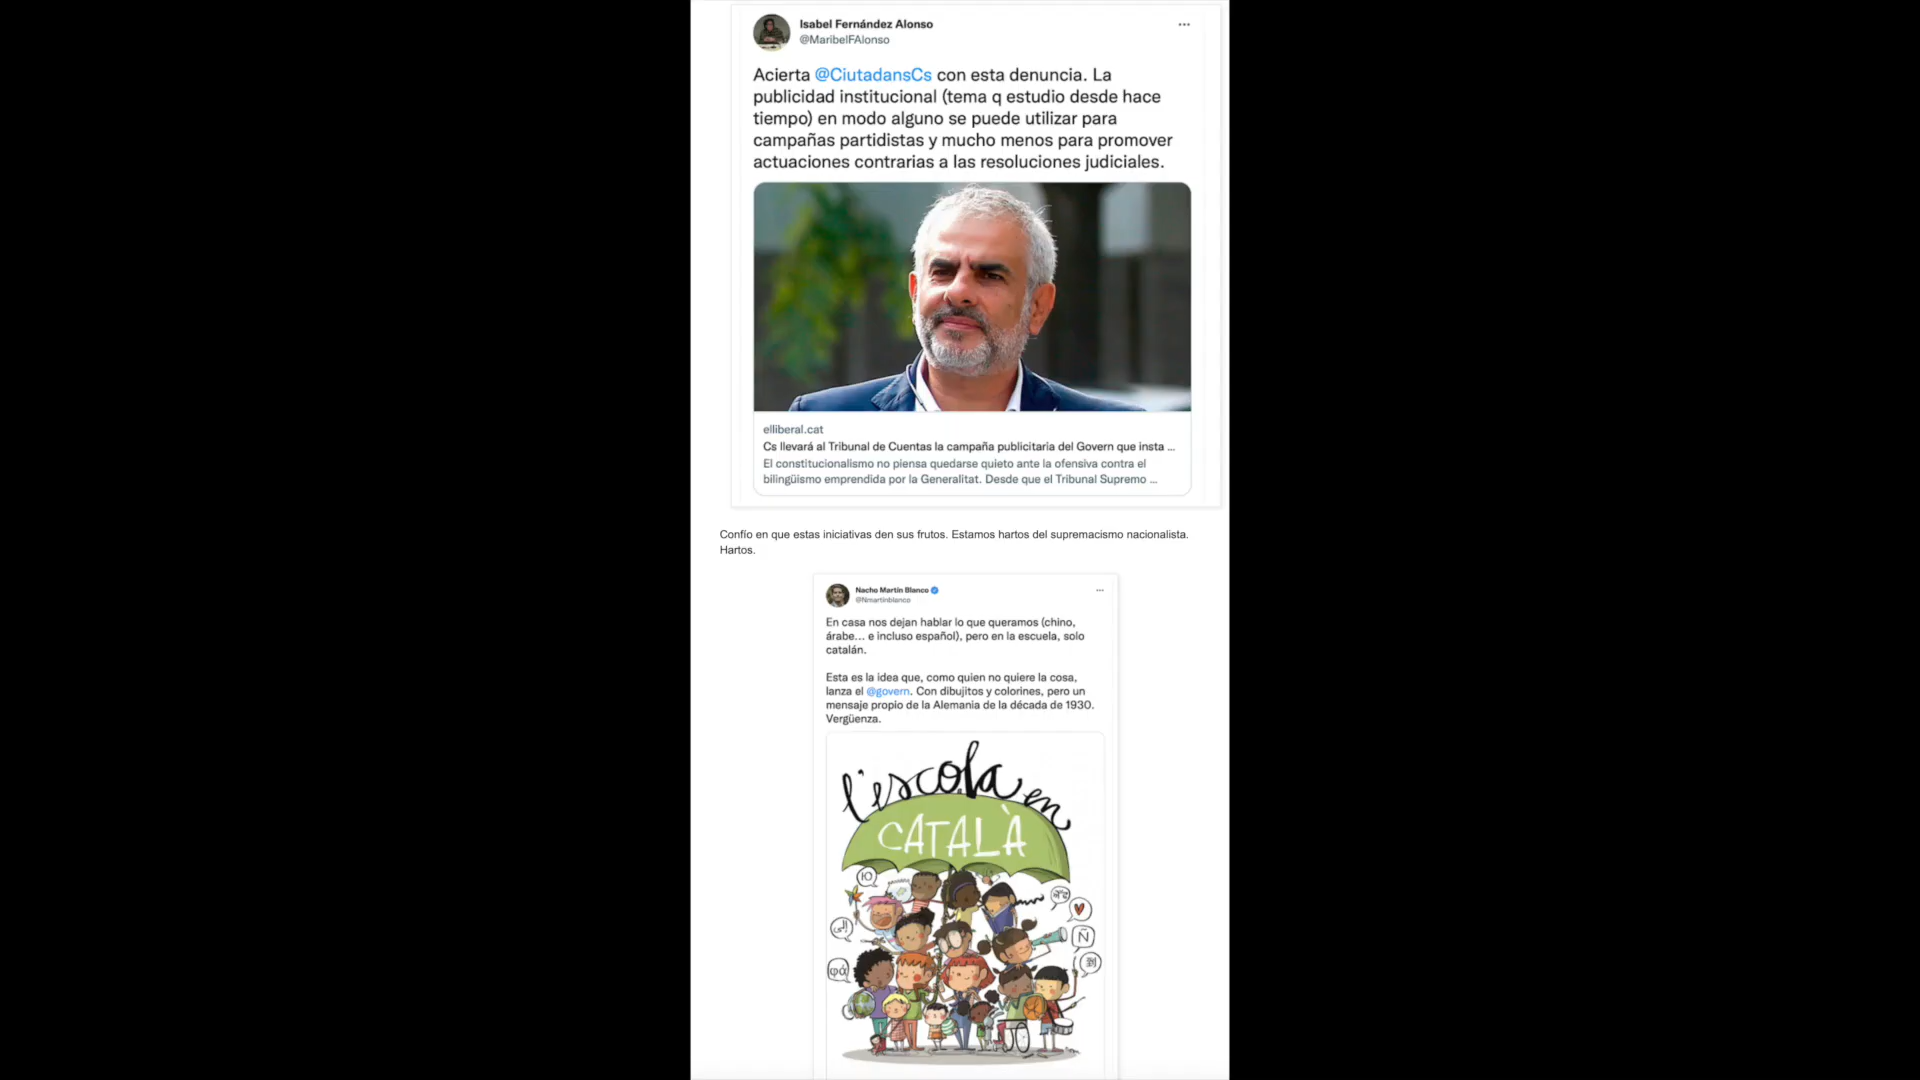 Isabel Fernández Alonso
@MaribelFAlonso
Acierta @CiutadansCs con esta denuncia. La
publicidad institucional (tema q estudio desde hace
tiempo) en modo alguno se puede utilizar para
campañas partidistas y mucho menos para promover
actuaciones contrarias a las resoluciones judiciales.
elliberal.cat
Cs llevará al Tribunal de Cuentas la campaña publicitaria del Govern que insta ...
El constitucionalismo no piensa quedarse quieto ante la ofensiva contra el
bilingüismo emprendida por la Generalitat. Desde que el Tribunal Supremo ...
Confío en que estas iniciativas den sus frutos. Estamos hartos del supremacismo nacionalista.
Hartos.
Nacho Martín Blanco
@Nmartinblanco
En casa nos dejan hablar lo que queramos (chino,
árabe... e incluso español), pero en la escuela, solo
catalán.
Esta es la idea que, como quien no quiere la cosa,
lanza el @govern. Con dibujitos y colorines, pero un
mensaje propio de la Alemania de la década de 1930.
Vergüenza.
l'escola en
CATALÀ
Ю
Ñ
φά
到